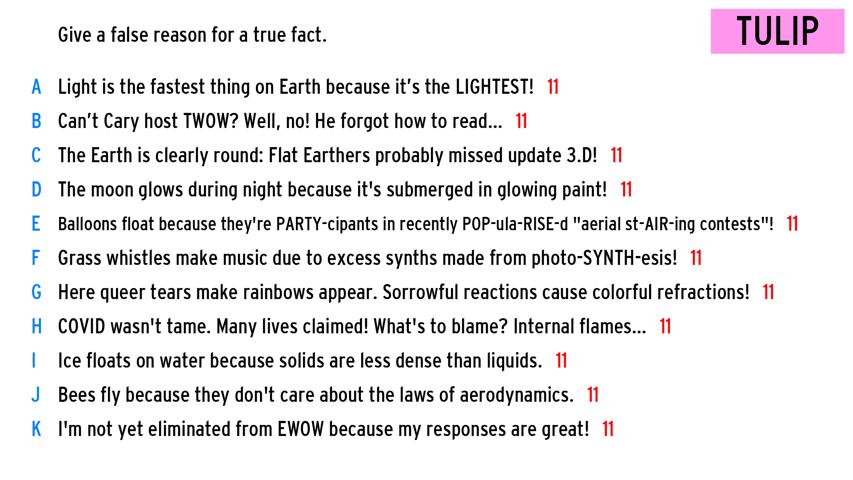 Give a false reason for a true fact.
TULIP
A Light is the fastest thing on Earth because it's the LIGHTEST! 11
B Can't Cary host TWOW? Well, no! He forgot how to read... 11
C The Earth is clearly round: Flat Earthers probably missed update 3.D! 11
D The moon glows during night because it's submerged in glowing paint! 11
E Balloons float because they're PARTY-cipants in recently POP-ula-RISE-d "aerial st-AIR-ing contests"! 11
F Grass whistles make music due to excess synths made from photo-SYNTH-esis! 11
G Here queer tears make rainbows appear. Sorrowful reactions cause colorful refractions! 11
H COVID wasn't tame. Many lives claimed! What's to blame? Internal flames... 11
I Ice floats on water because solids are less dense than liquids. 11
J Bees fly because they don't care about the laws of aerodynamics. 11
K I'm not yet eliminated from EWOW because my responses are great! 11